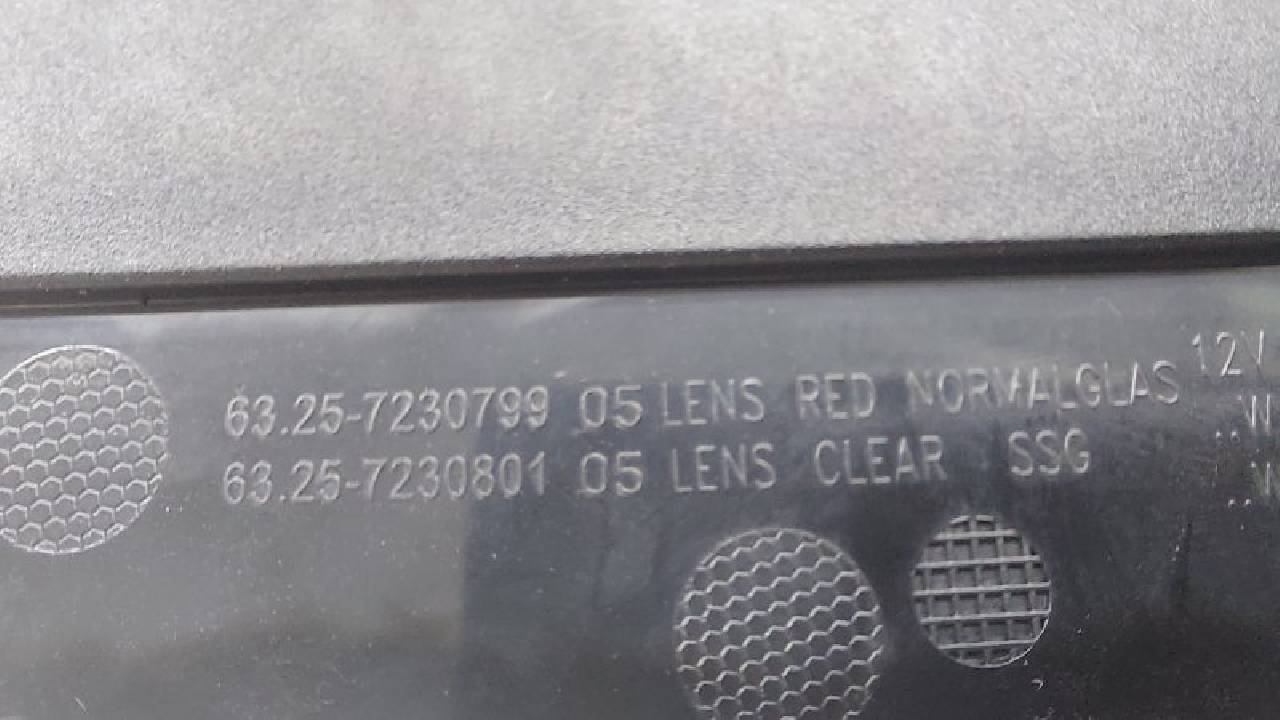 63.25-7230799 05 LENS RED NORMALGLAS 12V
63.25-7230801 05 LENS CLEAR SSG